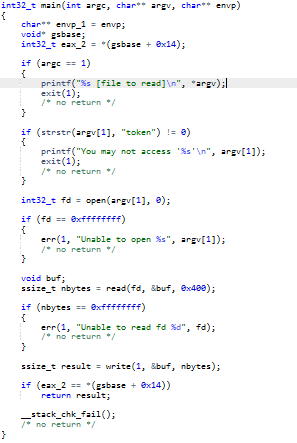 int32_t main(int argc, char** argv, char** envp)
{
char** envp_1 = envp;
void* gsbase;
int32_t eax_2 = *(gsbase + 0x14);
if (argc == 1)
{
printf("%s [file to read]\n", *argv);
exit(1);
/* no return */
}
if (strstr(argv[1], "token") != 0)
{
printf("You may not access '%s'\n", argv[1]);
exit(1);
/* no return */
}
int32_t fd = open(argv[1], 0);
if (fd == 0xffffffff)
{
err(1, "Unable to open %s", argv[1]);
/* no return */
}
void buf;
ssize_t nbytes = read(fd, &buf, 0x400);
if (nbytes == 0xffffffff)
{
err(1, "Unable to read fd %d", fd);
/* no return */
}
ssize_t result = write(1, &buf, nbytes);
if (eax_2 == *(gsbase + 0x14))
return result;
__stack_chk_fail();
/* no return */
}